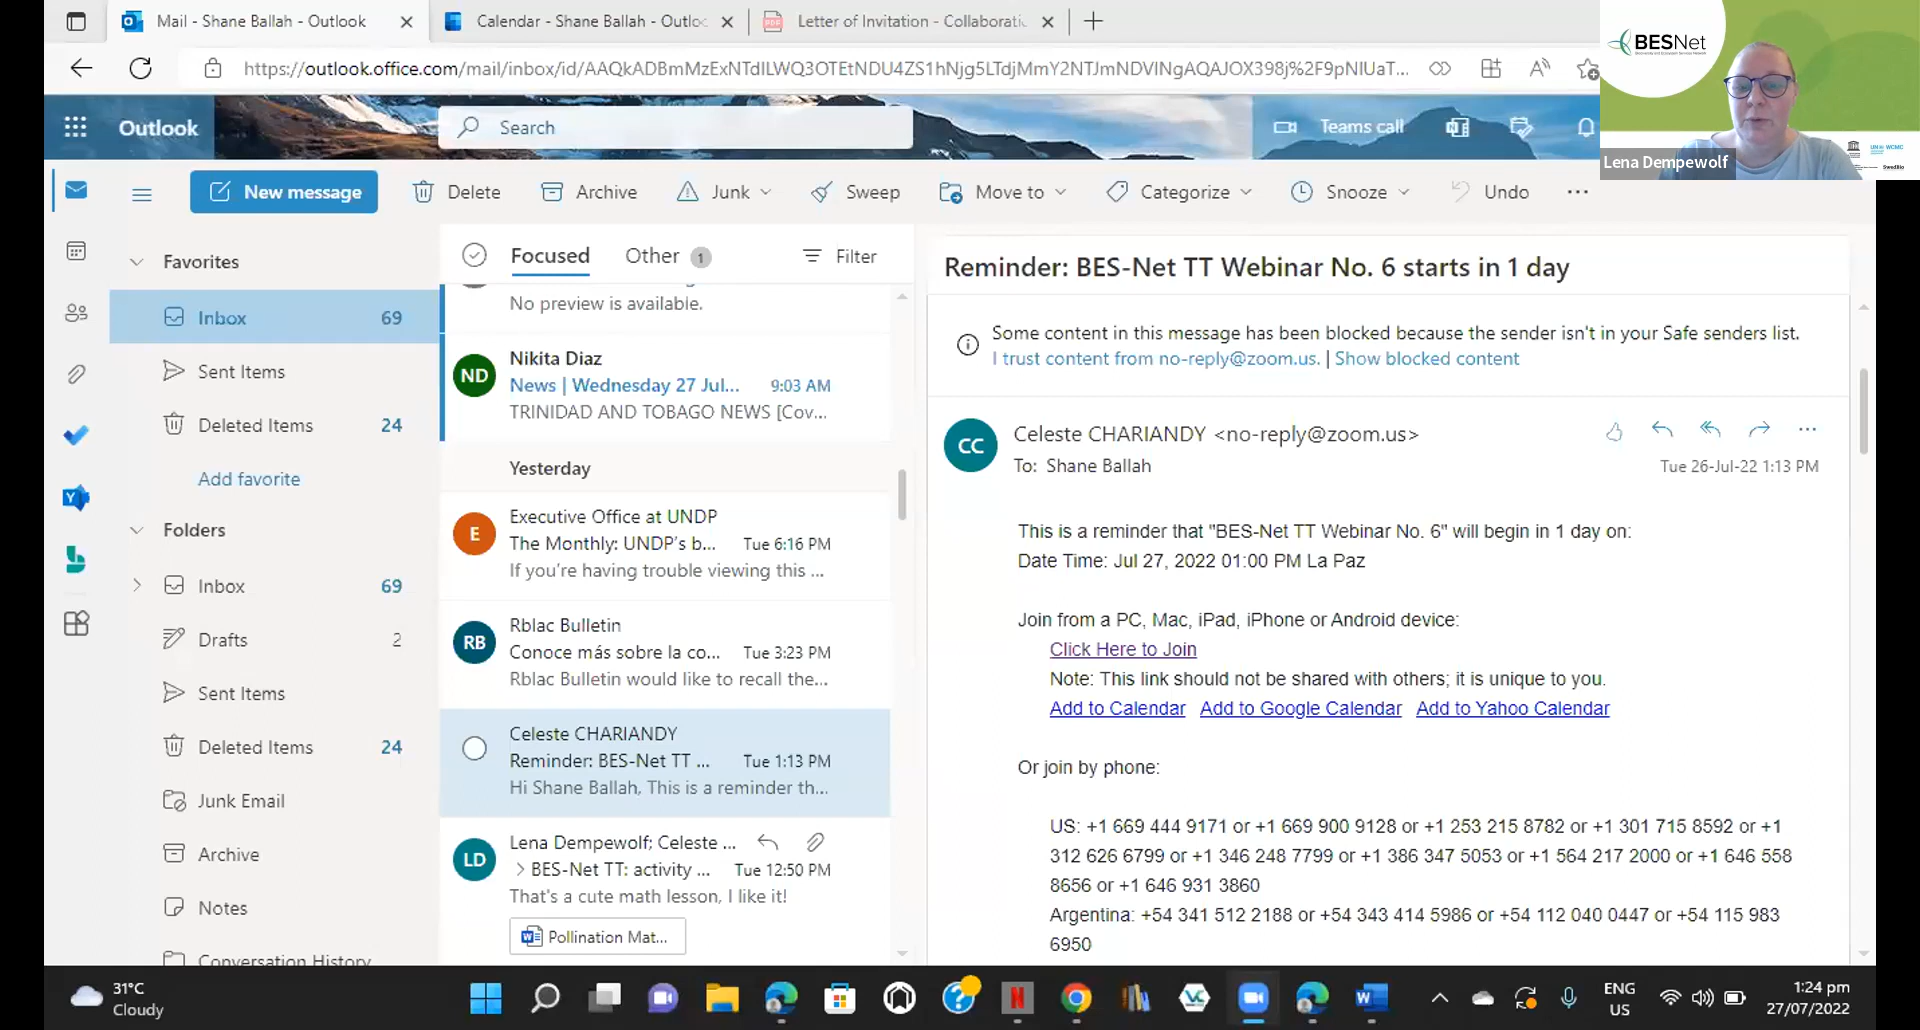 Mail - Shane Ballah - Outlook
Calendar - Shane Ballah - Outlo
Letter of Invitation - Collaborati
https://outlook.office.com/mail/inbox/id/AAQkADBmMzExNTdlLWQ3OTEtNDU4ZS1hNjg5LTdjMmY2NTJmNDVlNgAQAJOX398j%2F9pNlUaT...
BESNet
Outlook
Search
Teams call
Lena Dempewolf
New message
Delete
Archive
Junk
Sweep
Move to
Categorize
Snooze
Undo
Favorites
Inbox 69
Sent Items
Deleted Items 24
Add favorite
Folders
Inbox 69
Drafts 2
Sent Items
Deleted Items 24
Junk Email
Archive
Notes
Conversation History
Focused
Other 1
Filter
No preview is available.
ND
Nikita Diaz
News | Wednesday 27 Jul... 9:03 AM
TRINIDAD AND TOBAGO NEWS [Cov...
Yesterday
E
Executive Office at UNDP
The Monthly: UNDP's b... Tue 6:16 PM
If you're having trouble viewing this ...
RB
Rblac Bulletin
Conoce más sobre la co... Tue 3:23 PM
Rblac Bulletin would like to recall the...
Celeste CHARIANDY
Reminder: BES-Net TT ... Tue 1:13 PM
Hi Shane Ballah, This is a reminder th...
LD
Lena Dempewolf; Celeste ...
> BES-Net TT: activity ... Tue 12:50 PM
That's a cute math lesson, I like it!
Pollination Mat...
Reminder: BES-Net TT Webinar No. 6 starts in 1 day
Some content in this message has been blocked because the sender isn't in your Safe senders list.
I trust content from no-reply@zoom.us. | Show blocked content
CC
Celeste CHARIANDY <no-reply@zoom.us>
To: Shane Ballah
Tue 26-Jul-22 1:13 PM
This is a reminder that "BES-Net TT Webinar No. 6" will begin in 1 day on:
Date Time: Jul 27, 2022 01:00 PM La Paz
Join from a PC, Mac, iPad, iPhone or Android device:
Click Here to Join
Note: This link should not be shared with others; it is unique to you.
Add to Calendar Add to Google Calendar Add to Yahoo Calendar
Or join by phone:
US: +1 669 444 9171 or +1 669 900 9128 or +1 253 215 8782 or +1 301 715 8592 or +1
312 626 6799 or +1 346 248 7799 or +1 386 347 5053 or +1 564 217 2000 or +1 646 558
8656 or +1 646 931 3860
Argentina: +54 341 512 2188 or +54 343 414 5986 or +54 112 040 0447 or +54 115 983
6950
31°C
Cloudy
ENG
US
1:24 pm
27/07/2022